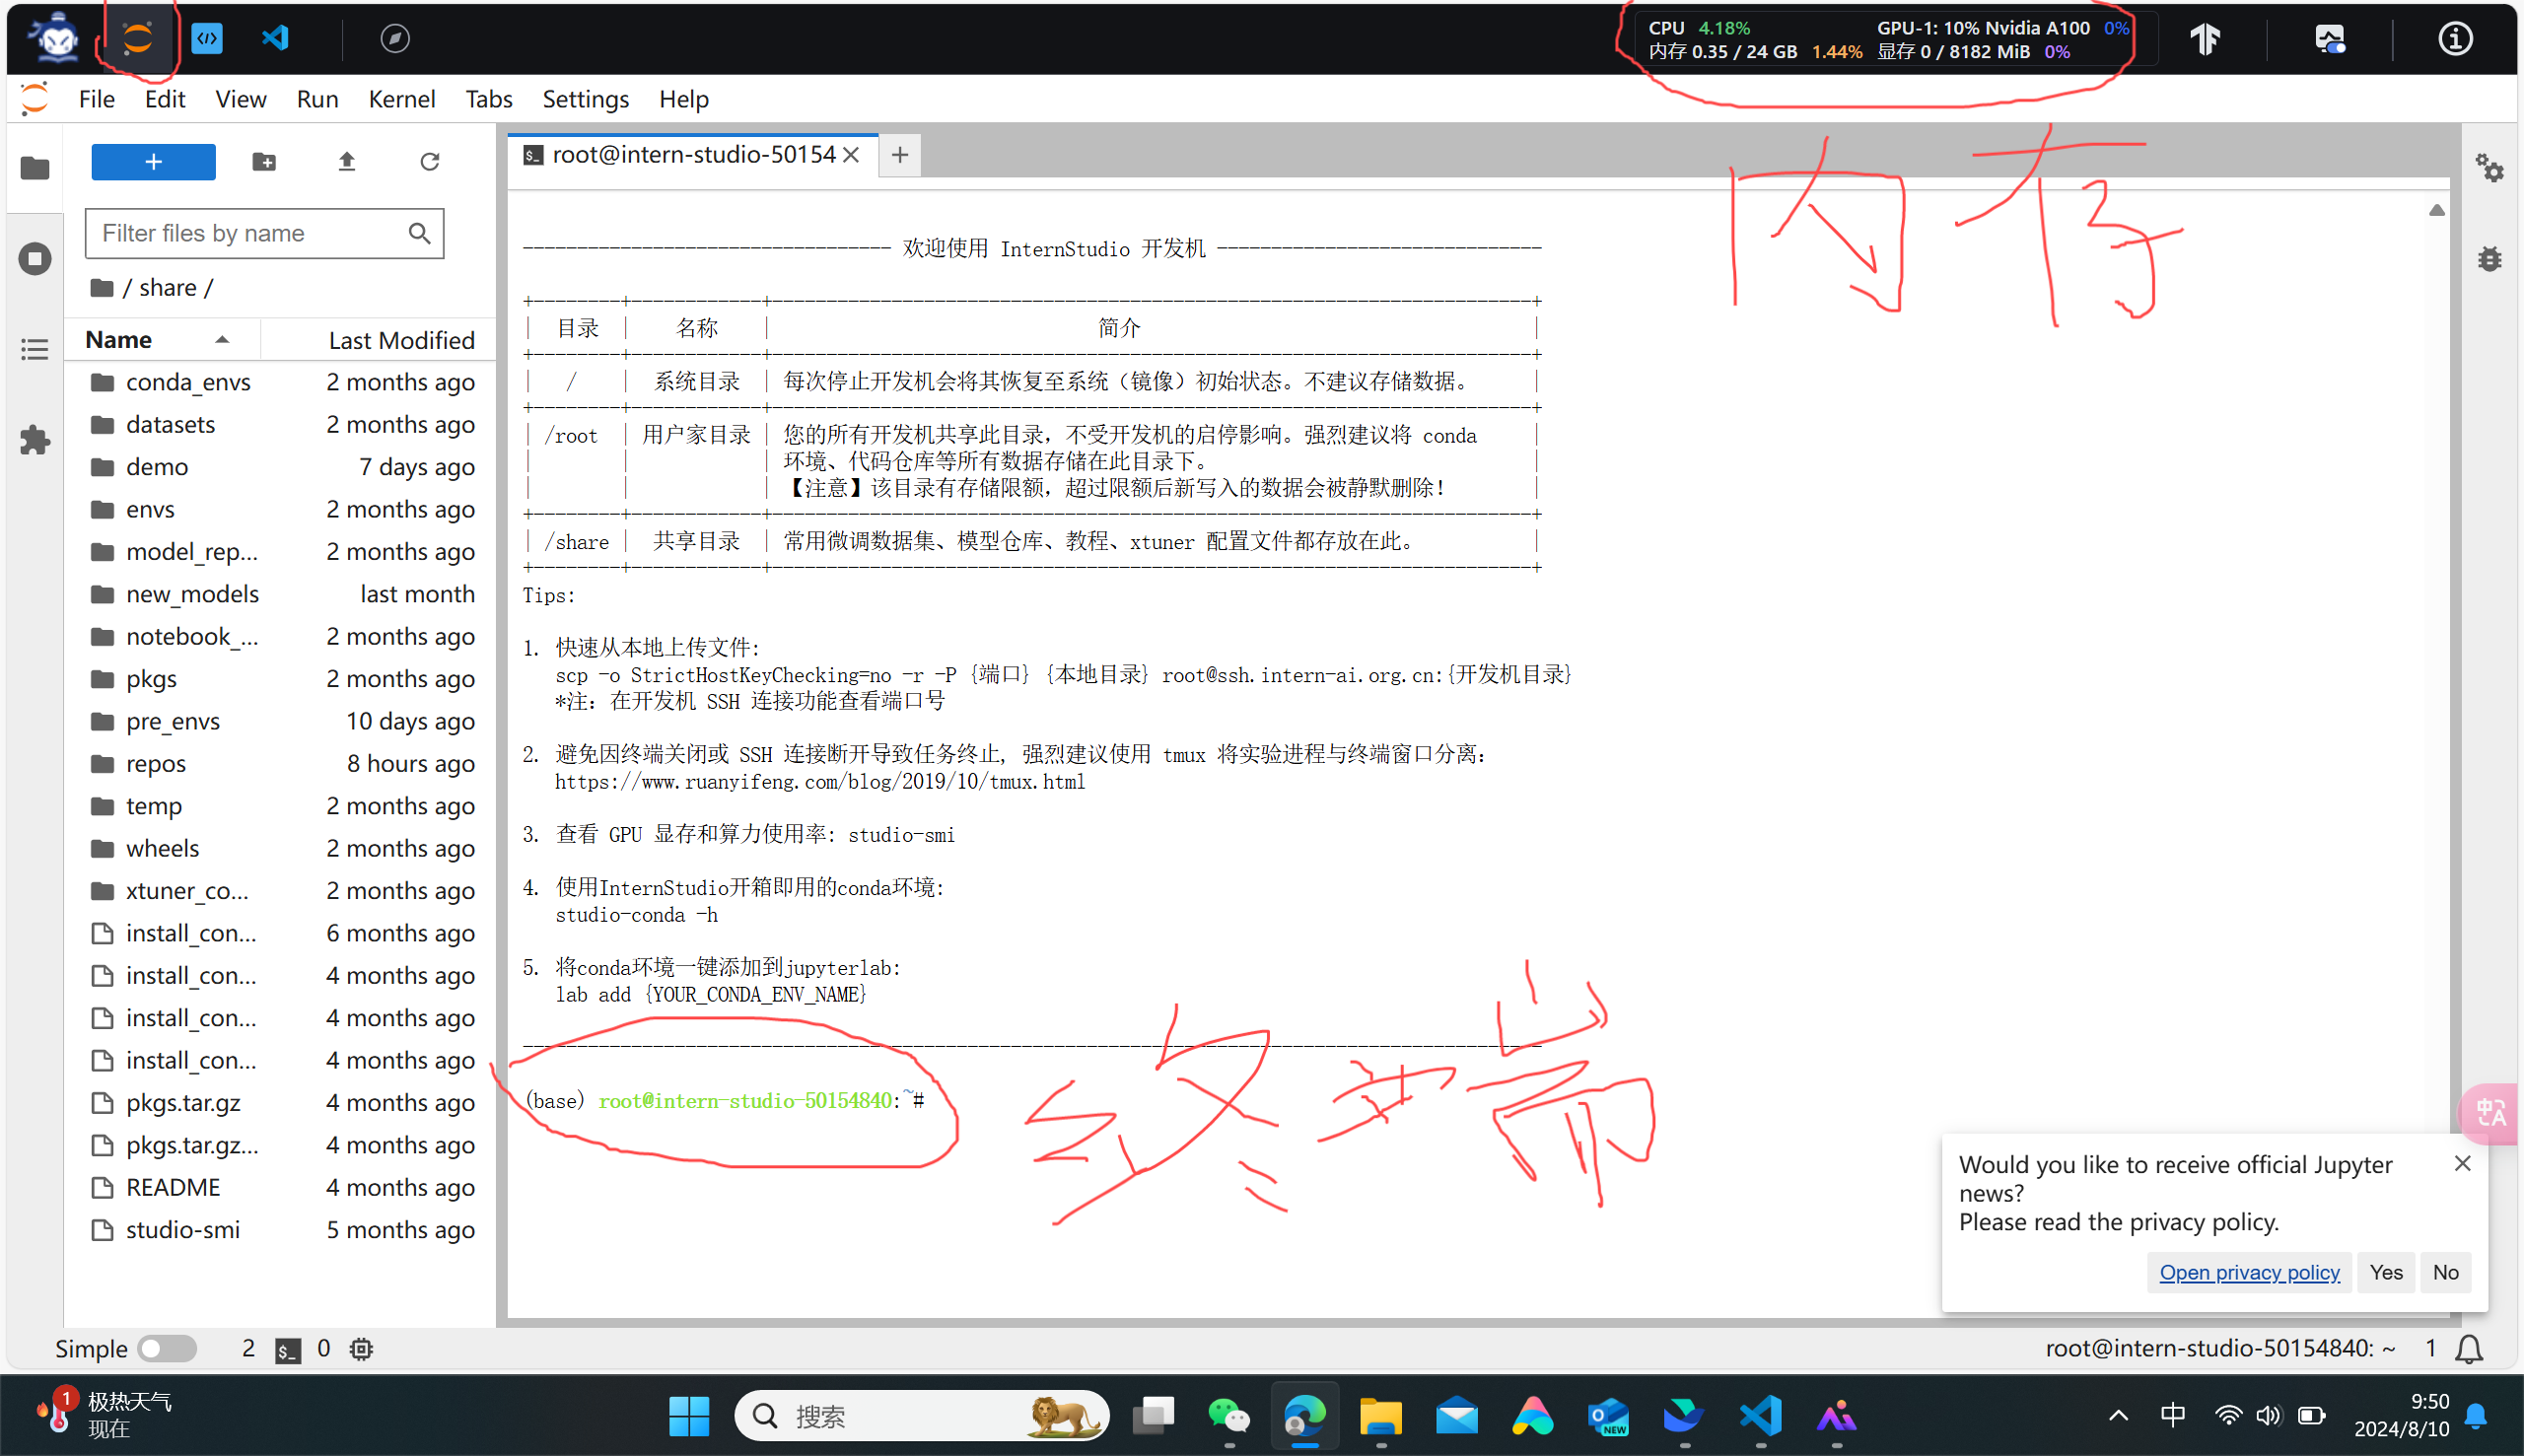 CPU 4.18% GPU-1: 10% Nvidia A100 0%
内存 0.35 / 24 GB 1.44% 显存 0 / 8182 MiB 0%
File Edit View Run Kernel Tabs Settings Help
root@intern-studio-50154
内存
Filter files by name
/ share /
Name Last Modified
conda_envs 2 months ago
datasets 2 months ago
demo 7 days ago
envs 2 months ago
model_rep... 2 months ago
new_models last month
notebook_... 2 months ago
pkgs 2 months ago
pre_envs 10 days ago
repos 8 hours ago
temp 2 months ago
wheels 2 months ago
xtuner_co... 2 months ago
install_con... 6 months ago
install_con... 4 months ago
install_con... 4 months ago
install_con... 4 months ago
pkgs.tar.gz 4 months ago
pkgs.tar.gz... 4 months ago
README 4 months ago
studio-smi 5 months ago
---------------------------------- 欢迎使用 InternStudio 开发机 ------------------------------
目录 | 名称 | 简介
/ | 系统目录 | 每次停止开发机会将其恢复至系统（镜像）初始状态。不建议存储数据。
/root | 用户家目录 | 您的所有开发机共享此目录，不受开发机的启停影响。强烈建议将 conda
环境、代码仓库等所有数据存储在此目录下。
【注意】该目录有存储限额，超过限额后新写入的数据会被静默删除！
/share | 共享目录 | 常用微调数据集、模型仓库、教程、xtuner 配置文件都存放在此。
Tips:
1. 快速从本地上传文件:
scp -o StrictHostKeyChecking=no -r -P {端口} {本地目录} root@ssh.intern-ai.org.cn:{开发机目录}
*注：在开发机 SSH 连接功能查看端口号
2. 避免因终端关闭或 SSH 连接断开导致任务终止, 强烈建议使用 tmux 将实验进程与终端窗口分离:
https://www.ruanyifeng.com/blog/2019/10/tmux.html
3. 查看 GPU 显存和算力使用率: studio-smi
4. 使用InternStudio开箱即用的conda环境:
studio-conda -h
5. 将conda环境一键添加到jupyterlab:
lab add {YOUR_CONDA_ENV_NAME}
(base) root@intern-studio-50154840:~#
终端
中A
Would you like to receive official Jupyter
news?
Please read the privacy policy.
Open privacy policy Yes No
Simple 2 $_ 0 root@intern-studio-50154840: ~ 1
1 极热天气
现在
搜索
NEW
中
9:50
2024/8/10